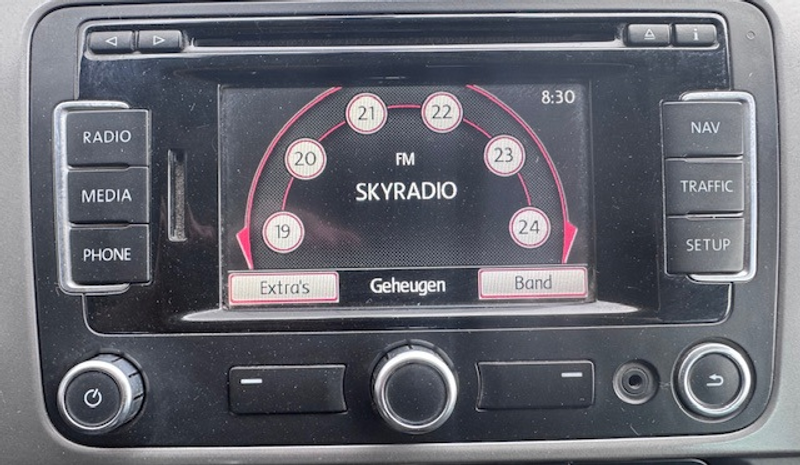 i
8:30
21 22
RADIO
FM
NAV
20 23
MEDIA
SKYRADIO
TRAFFIC
19 24
PHONE
SETUP
Extra's Geheugen Band